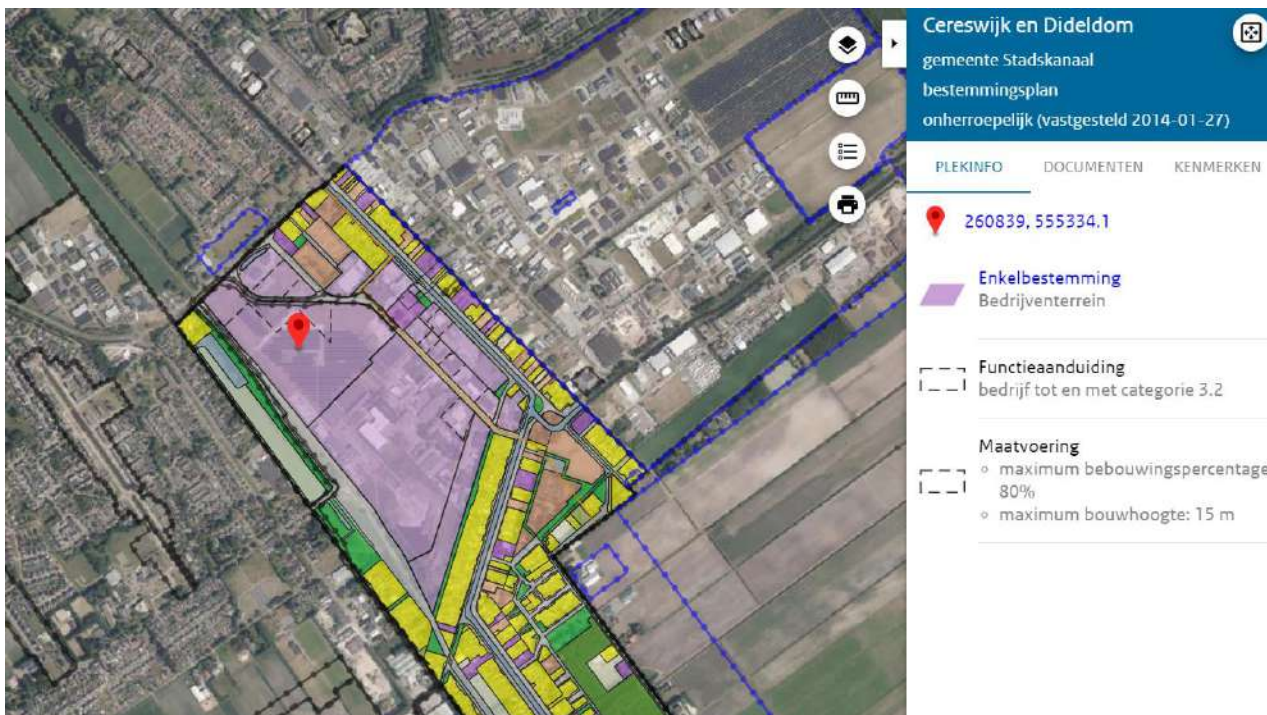 Cereswijk en Dideldom
gemeente Stadskanaal
bestemmingsplan
onherroepelijk (vastgesteld 2014-01-27)
PLEKINFO DOCUMENTEN KENMERKEN
260839, 555334.1
Enkelbestemming
Bedrijventerrein
Functieaanduiding
bedrijf tot en met categorie 3.2
Maatvoering
maximum bebouwingspercentage
80%
maximum bouwhoogte: 15 m